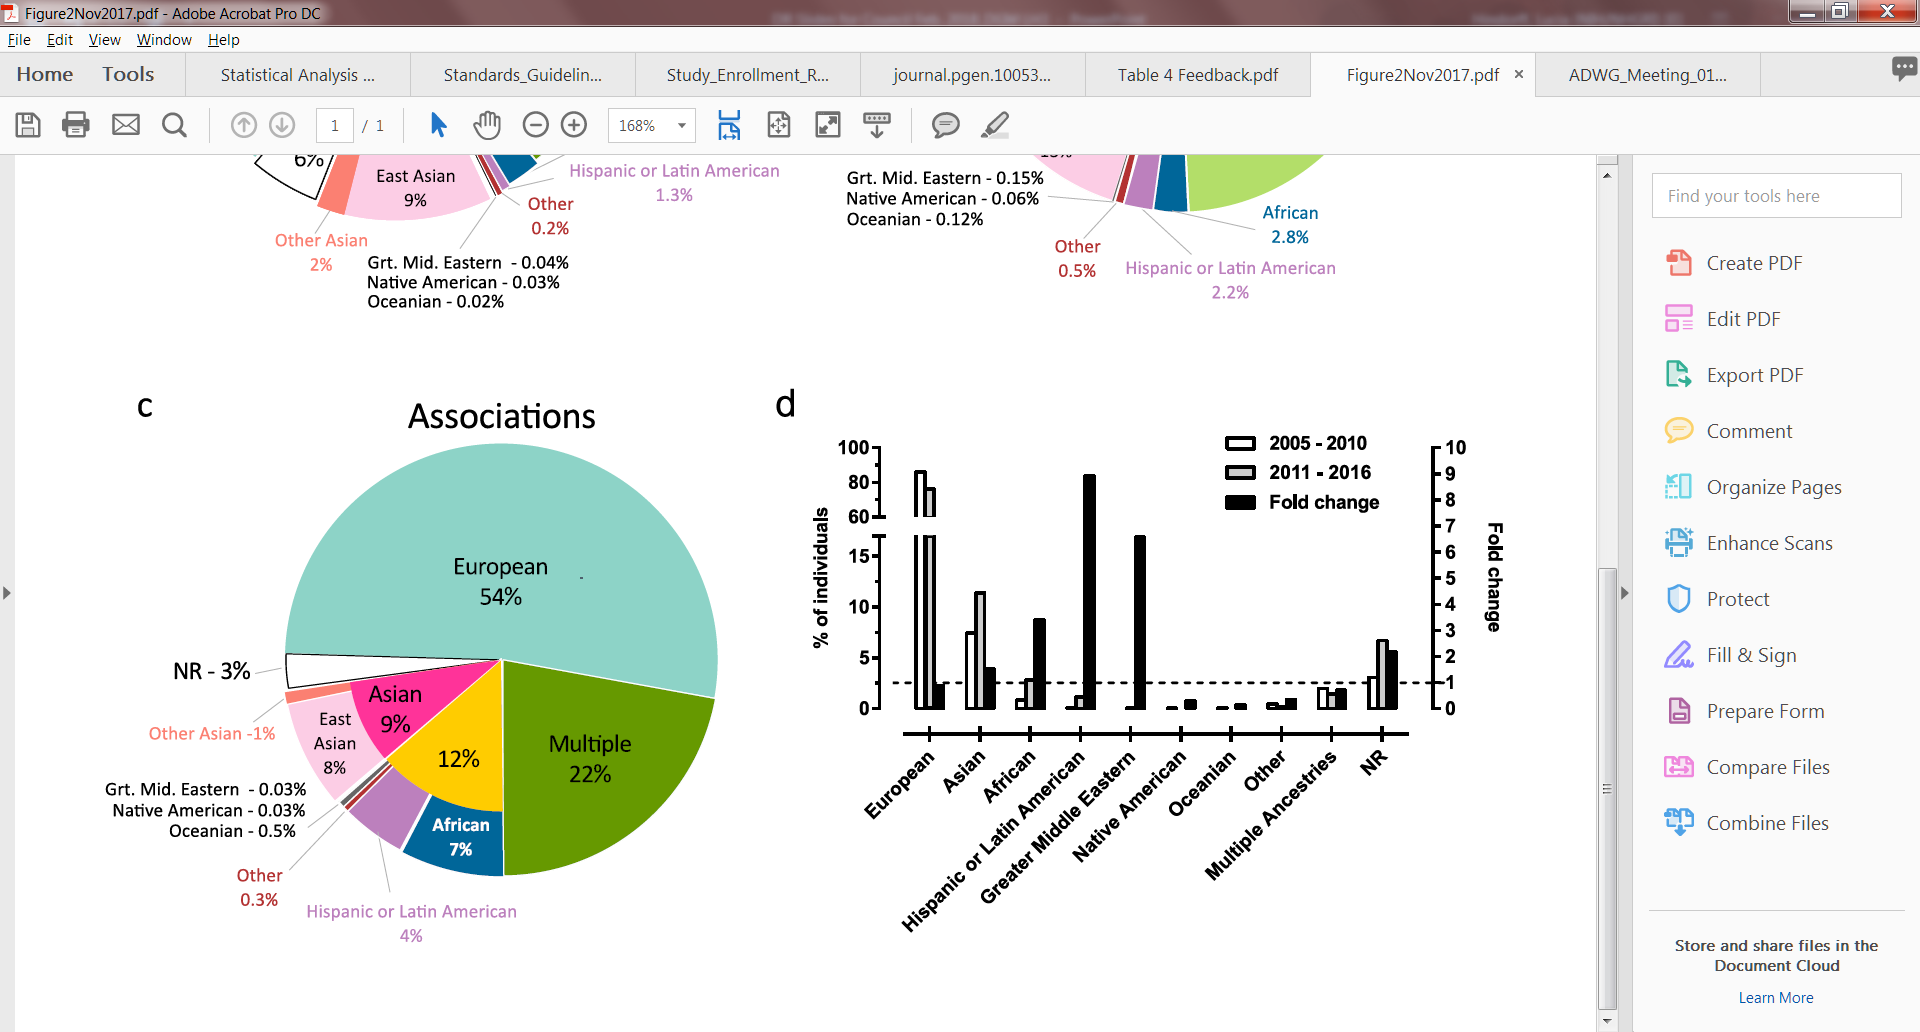 Figure2Nov2017.pdf - Adobe Acrobat Pro DC
File Edit View Window Help
Home Tools Statistical Analysis ... Standards_Guidelin... Study_Enrollment_R... journal.pgen.10053... Table 4 Feedback.pdf Figure2Nov2017.pdf × ADWG_Meeting_01...
1 / 1 168%
6%
East Asian
9%
Other Asian
2%
Hispanic or Latin American
1.3%
Other
0.2%
Grt. Mid. Eastern - 0.04%
Native American - 0.03%
Oceanian - 0.02%
Grt. Mid. Eastern - 0.15%
Native American - 0.06%
Oceanian - 0.12%
Other
0.5%
Hispanic or Latin American
2.2%
African
2.8%
c
Associations
European
54%
NR - 3%
Asian
9%
Other Asian -1%
East
Asian
8%
12%
Multiple
22%
Grt. Mid. Eastern - 0.03%
Native American - 0.03%
Oceanian - 0.5%
African
7%
Other
0.3%
Hispanic or Latin American
4%
d
2005 - 2010
2011 - 2016
Fold change
% of individuals
100
80
60
15
10
5
0
10
9
8
7
6
5
4
3
2
1
0
Fold change
European
Asian
African
Hispanic or Latin American
Greater Middle Eastern
Native American
Oceanian
Other
Multiple Ancestries
NR
Find your tools here
Create PDF
Edit PDF
Export PDF
Comment
Organize Pages
Enhance Scans
Protect
Fill & Sign
Prepare Form
Compare Files
Combine Files
Store and share files in the
Document Cloud
Learn More